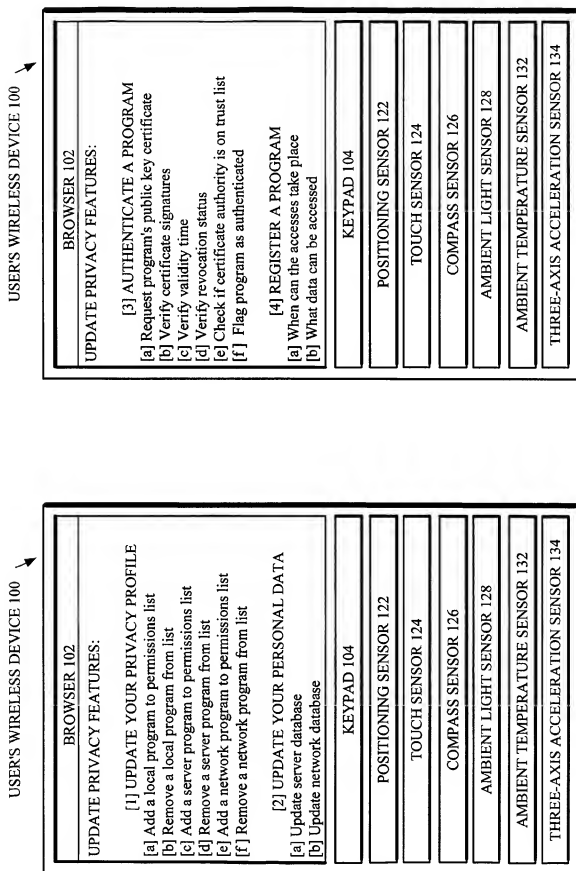 USER'S WIRELESS DEVICE 100
BROWSER 102
UPDATE PRIVACY FEATURES:
[1] UPDATE YOUR PRIVACY PROFILE
[a] Add a local program to permissions list
[b] Remove a local program from list
[c] Add a server program to permissions list
[d] Remove a server program from list
[e] Add a network program to permissions list
[f] Remove a network program from list
[2] UPDATE YOUR PERSONAL DATA
[a] Update server database
[b] Update network database
KEYPAD 104
POSITIONING SENSOR 122
TOUCH SENSOR 124
COMPASS SENSOR 126
AMBIENT LIGHT SENSOR 128
AMBIENT TEMPERATURE SENSOR 132
THREE-AXIS ACCELERATION SENSOR 134
USER'S WIRELESS DEVICE 100
BROWSER 102
UPDATE PRIVACY FEATURES:
[3] AUTHENTICATE A PROGRAM
[a] Request program's public key certificate
[b] Verify certificate signatures
[c] Verify validity time
[d] Verify revocation status
[e] Check if certificate authority is on trust list
[f] Flag program as authenticated
[4] REGISTER A PROGRAM
[a] When can the accesses take place
[b] What data can be accessed
KEYPAD 104
POSITIONING SENSOR 122
TOUCH SENSOR 124
COMPASS SENSOR 126
AMBIENT LIGHT SENSOR 128
AMBIENT TEMPERATURE SENSOR 132
THREE-AXIS ACCELERATION SENSOR 134